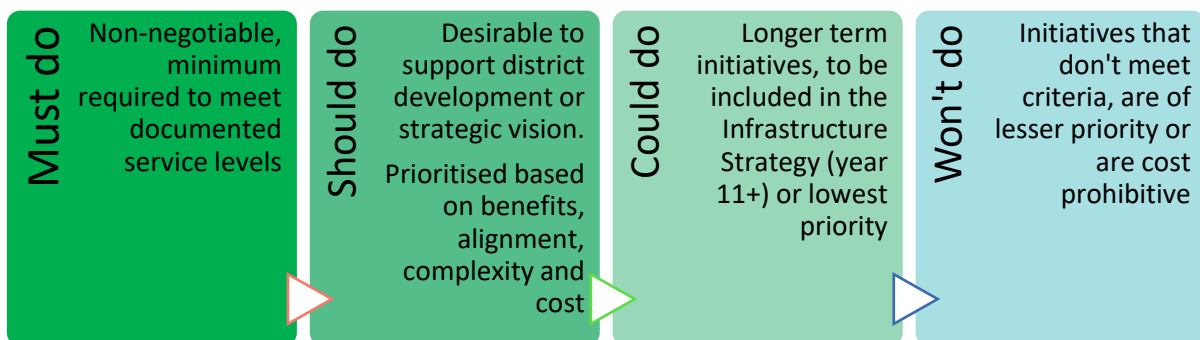 Must do
Non-negotiable,
minimum
required to meet
documented
service levels
Should do
Desirable to
support district
development or
strategic vision.
Prioritised based
on benefits,
alignment,
complexity and
cost
Could do
Longer term
initiatives, to be
included in the
Infrastructure
Strategy (year
11+) or lowest
priority
Won't do
Initiatives that
don't meet
criteria, are of
lesser priority or
are cost
prohibitive